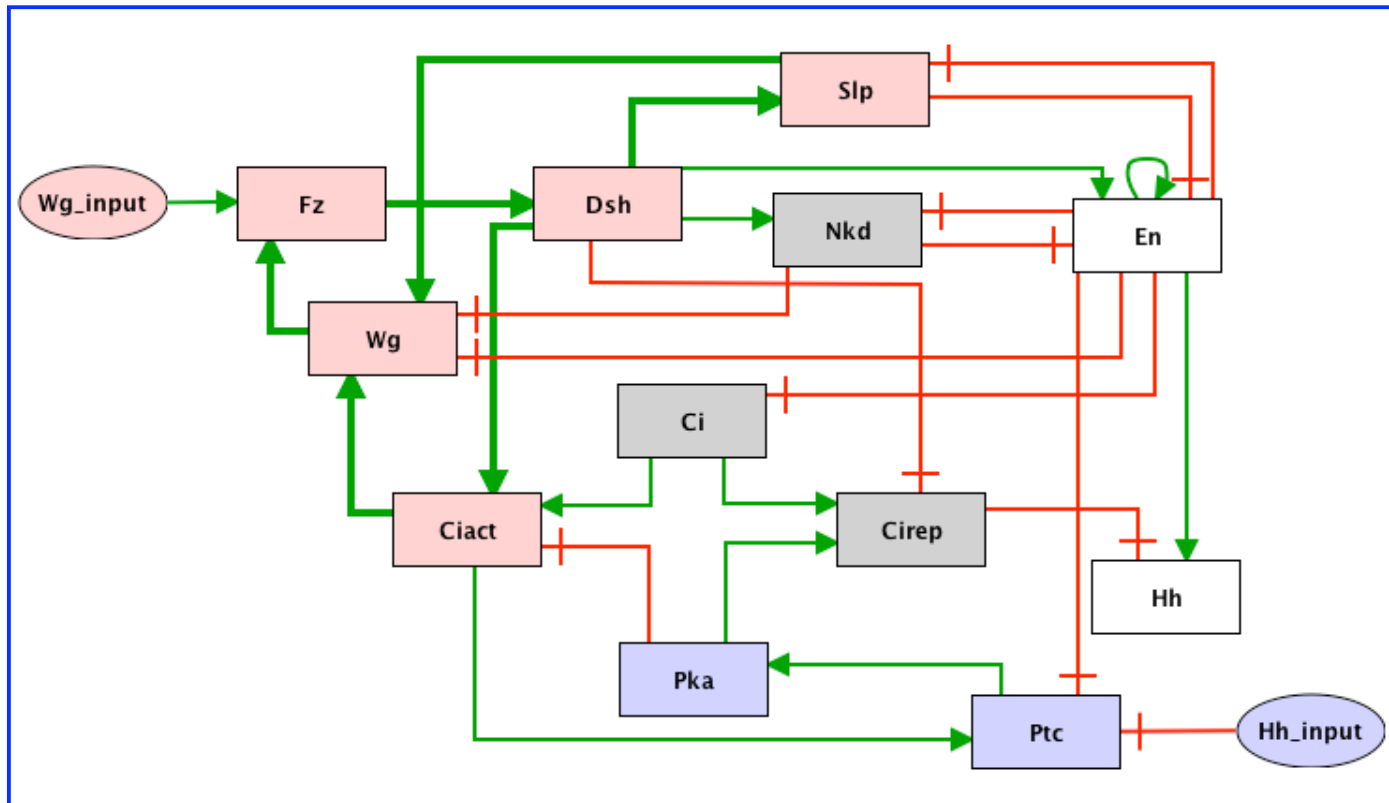 Slp
Wg_input
Fz
Dsh
Nkd
En
Wg
Ci
Ciact
Cirep
Hh
Pka
Ptc
Hh_input